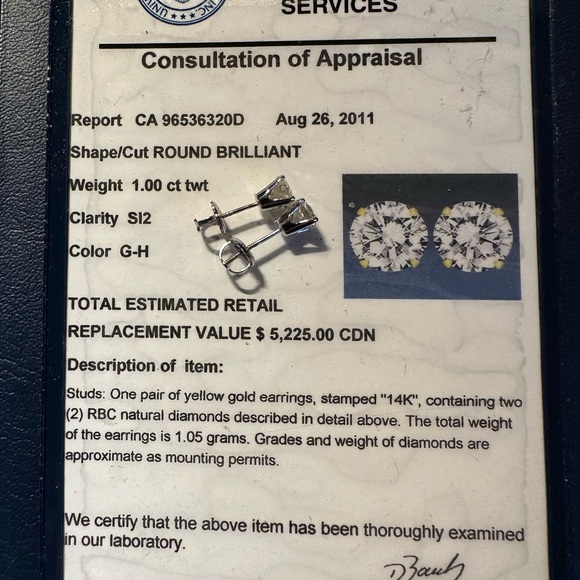 INC. UNIT
SERVICES
Consultation of Appraisal
Report CA 96536320D Aug 26, 2011
Shape/Cut ROUND BRILLIANT
Weight 1.00 ct twt
Clarity SI2
Color G-H
TOTAL ESTIMATED RETAIL
REPLACEMENT VALUE $ 5,225.00 CDN
Description of item:
Studs: One pair of yellow gold earrings, stamped "14K", containing two
(2) RBC natural diamonds described in detail above. The total weight
of the earrings is 1.05 grams. Grades and weight of diamonds are
approximate as mounting permits.
We certify that the above item has been thoroughly examined
in our laboratory.